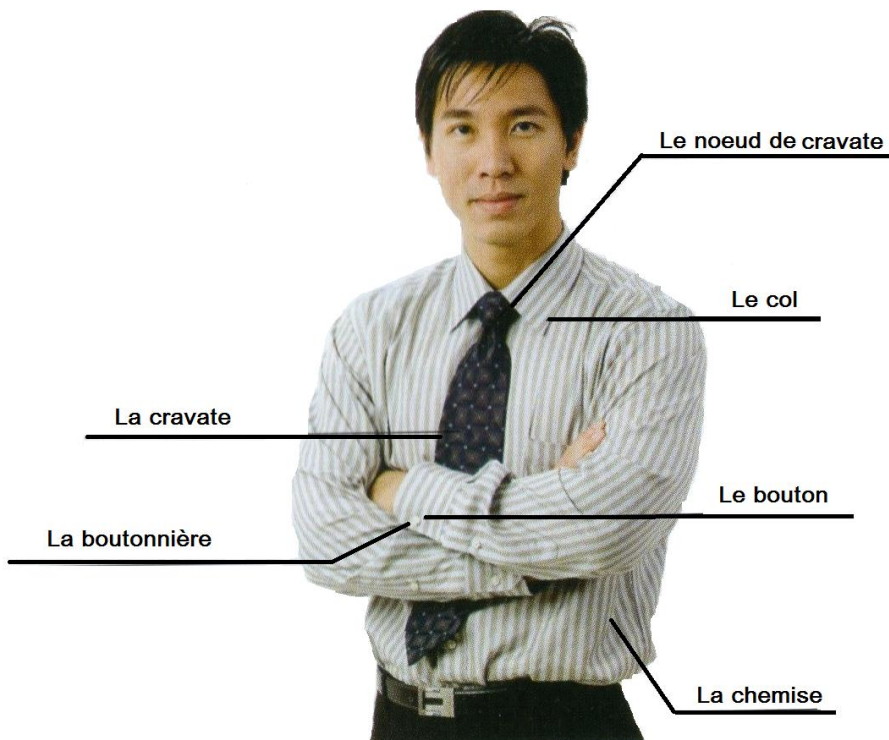 Le noeud de cravate
Le col
La cravate
Le bouton
La boutonnière
La chemise